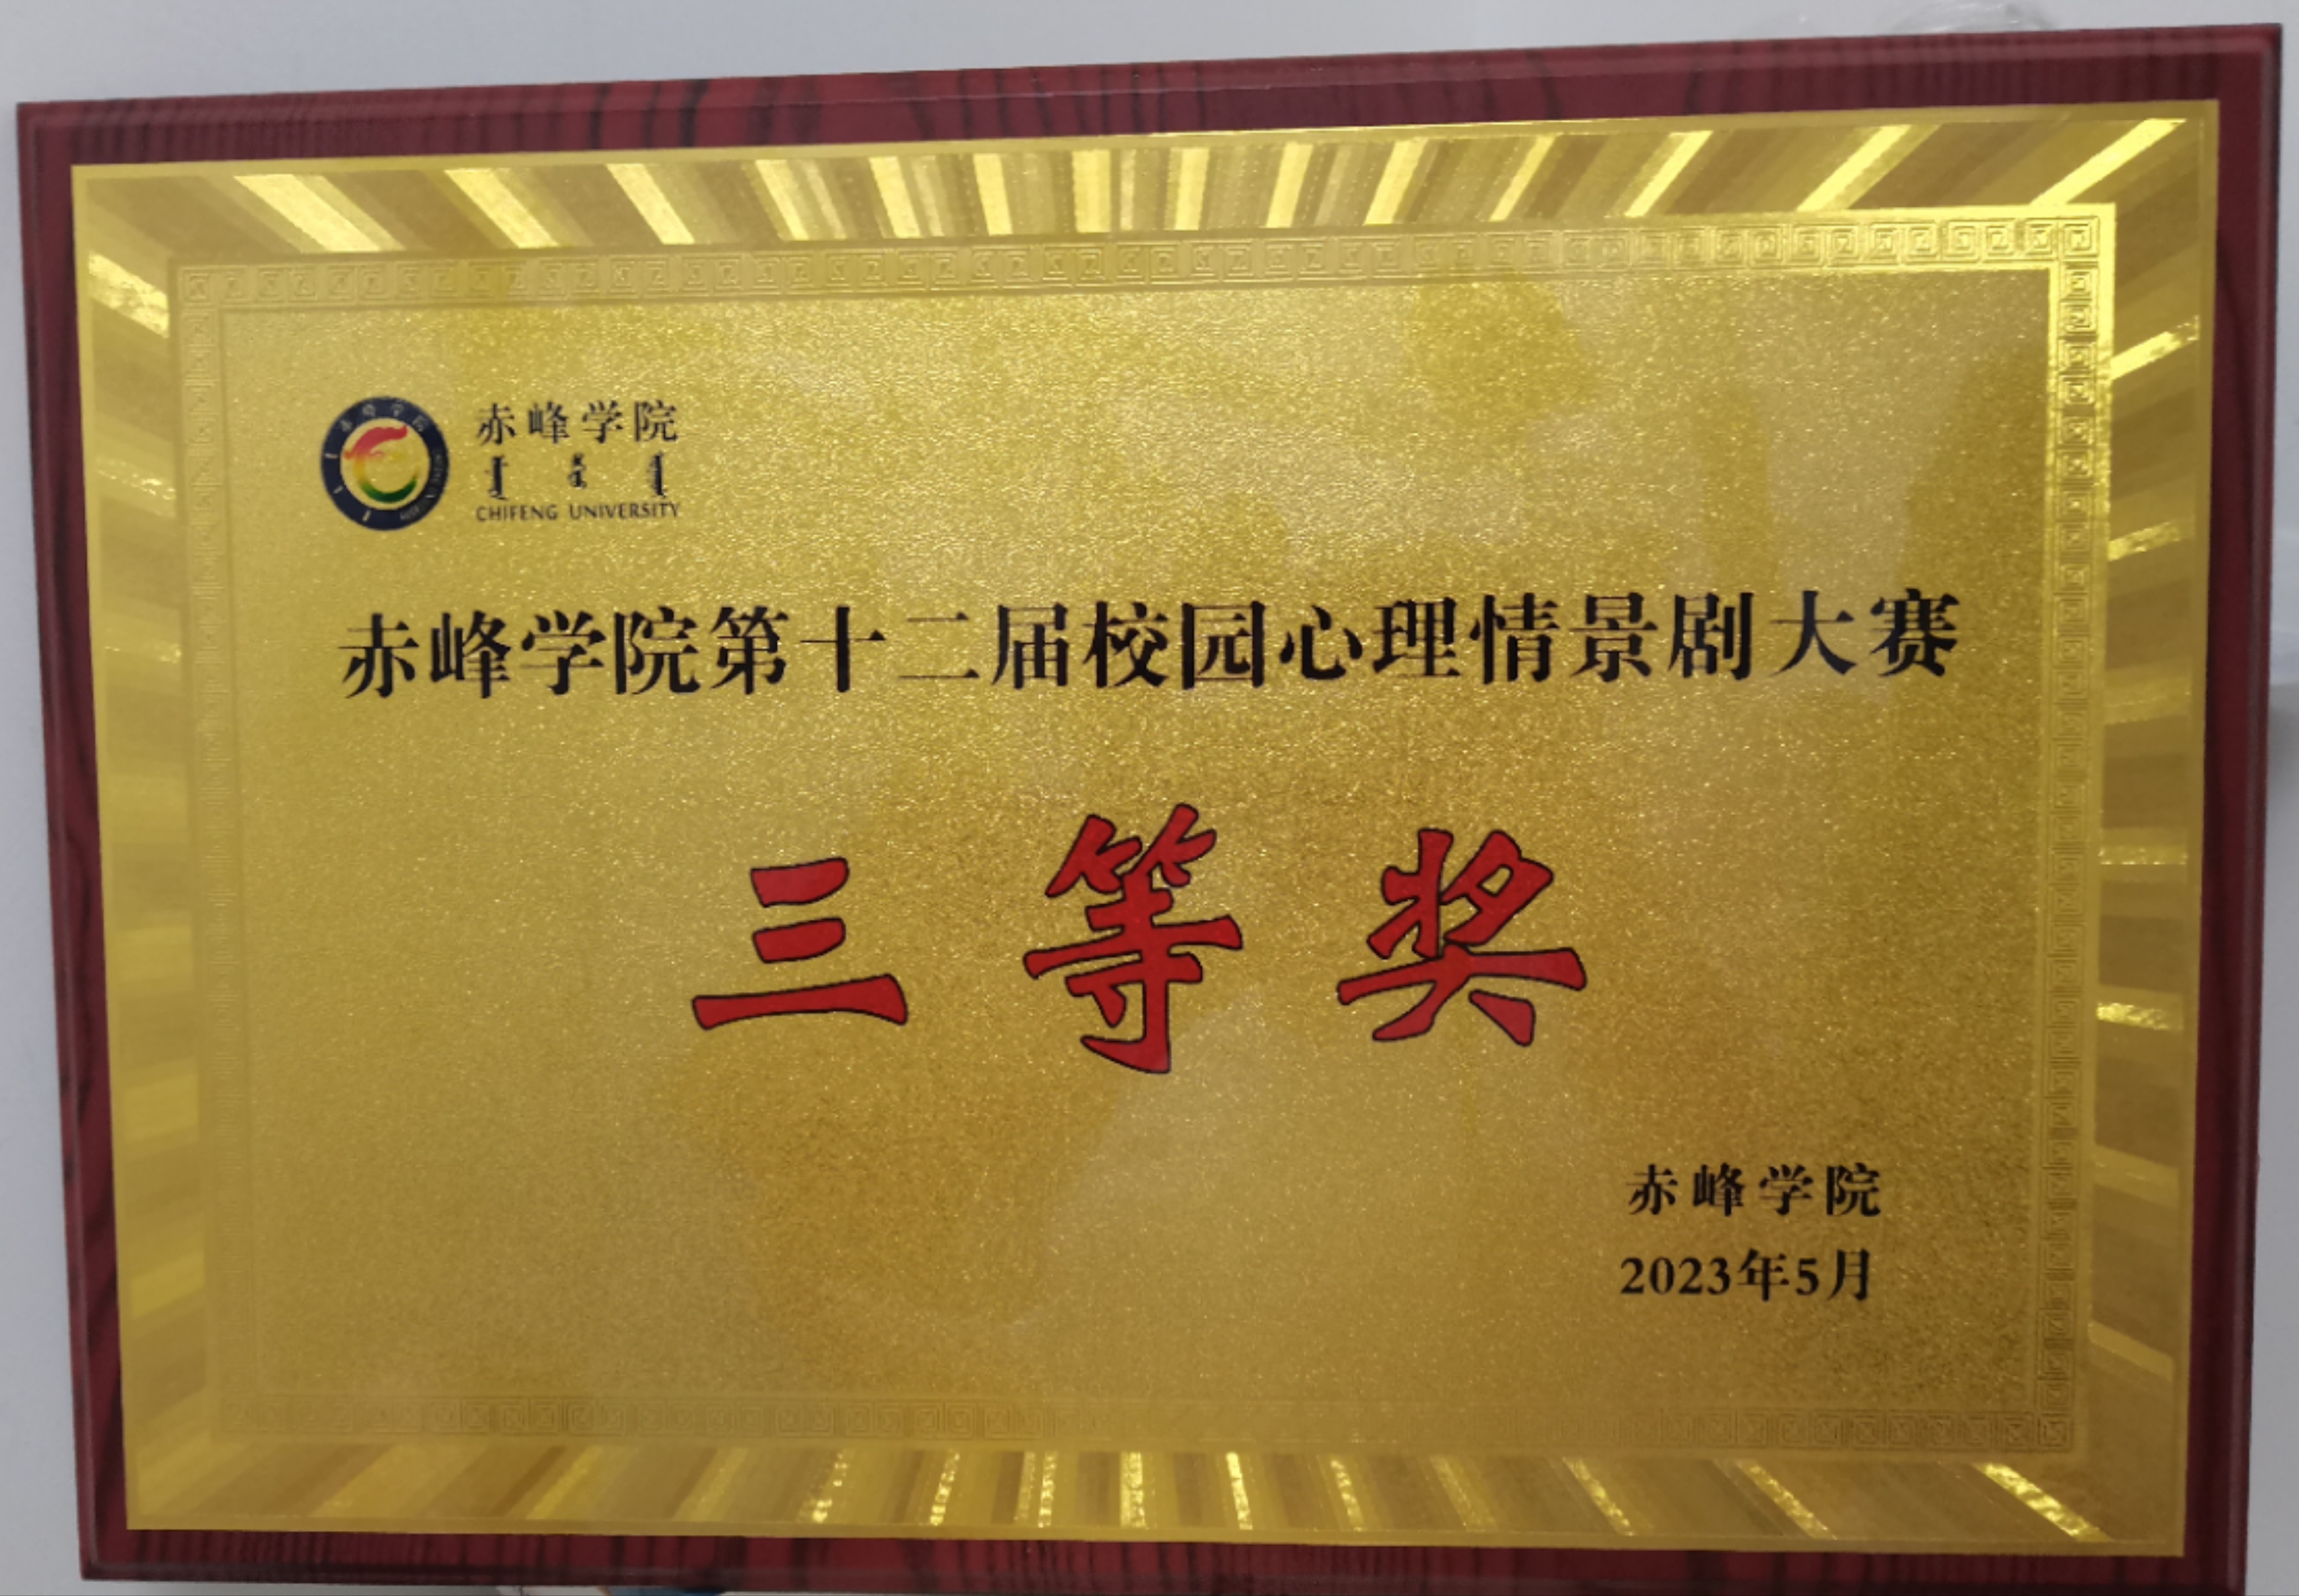 赤峰学院
CHIFENG UNIVERSITY
赤峰学院第十二届校园心理情景剧大赛
三等奖
赤峰学院
2023年5月